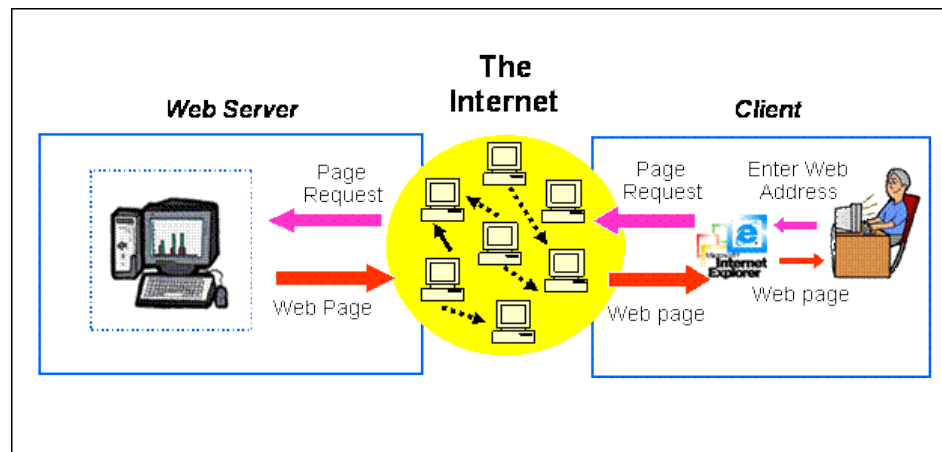 The
Internet
Web Server
Client
Page
Request
Page
Request
Enter Web
Address
Microsoft
Internet
Explorer
Web Page
Web page
Web page